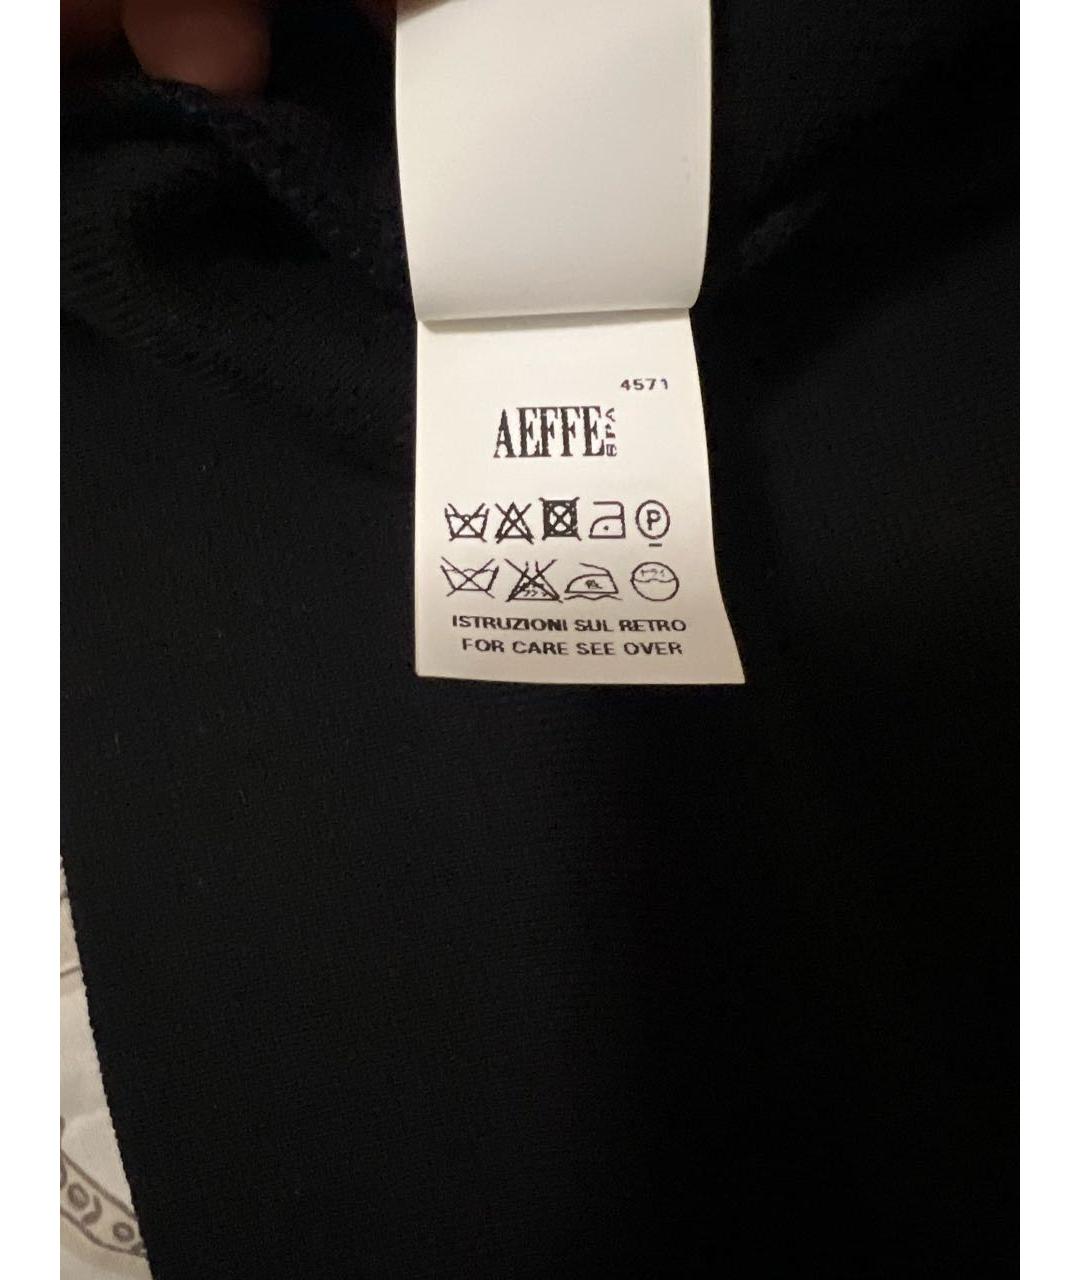 4571
AEFFE SPA
P
ISTRUZIONI SUL RETRO
FOR CARE SEE OVER